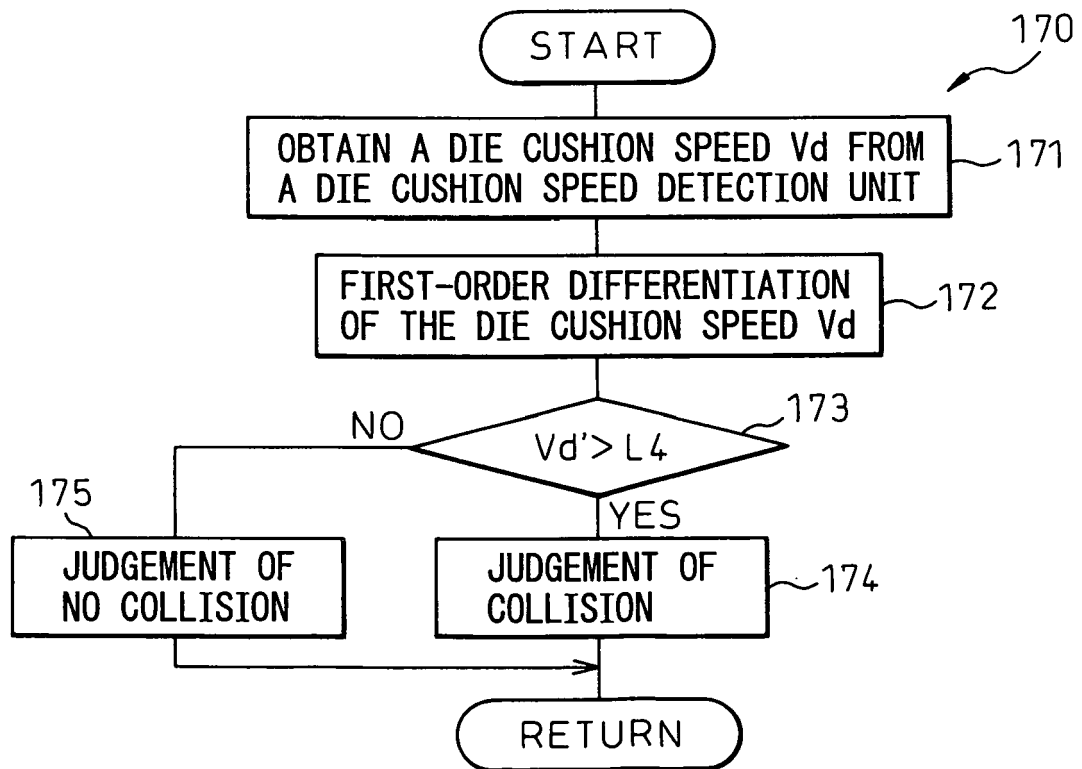 START
170
OBTAIN A DIE CUSHION SPEED Vd FROM
A DIE CUSHION SPEED DETECTION UNIT
171
FIRST-ORDER DIFFERENTIATION
OF THE DIE CUSHION SPEED Vd
172
173
NO
Vd'> L4
175
YES
JUDGEMENT OF
NO COLLISION
JUDGEMENT OF
COLLISION
174
RETURN